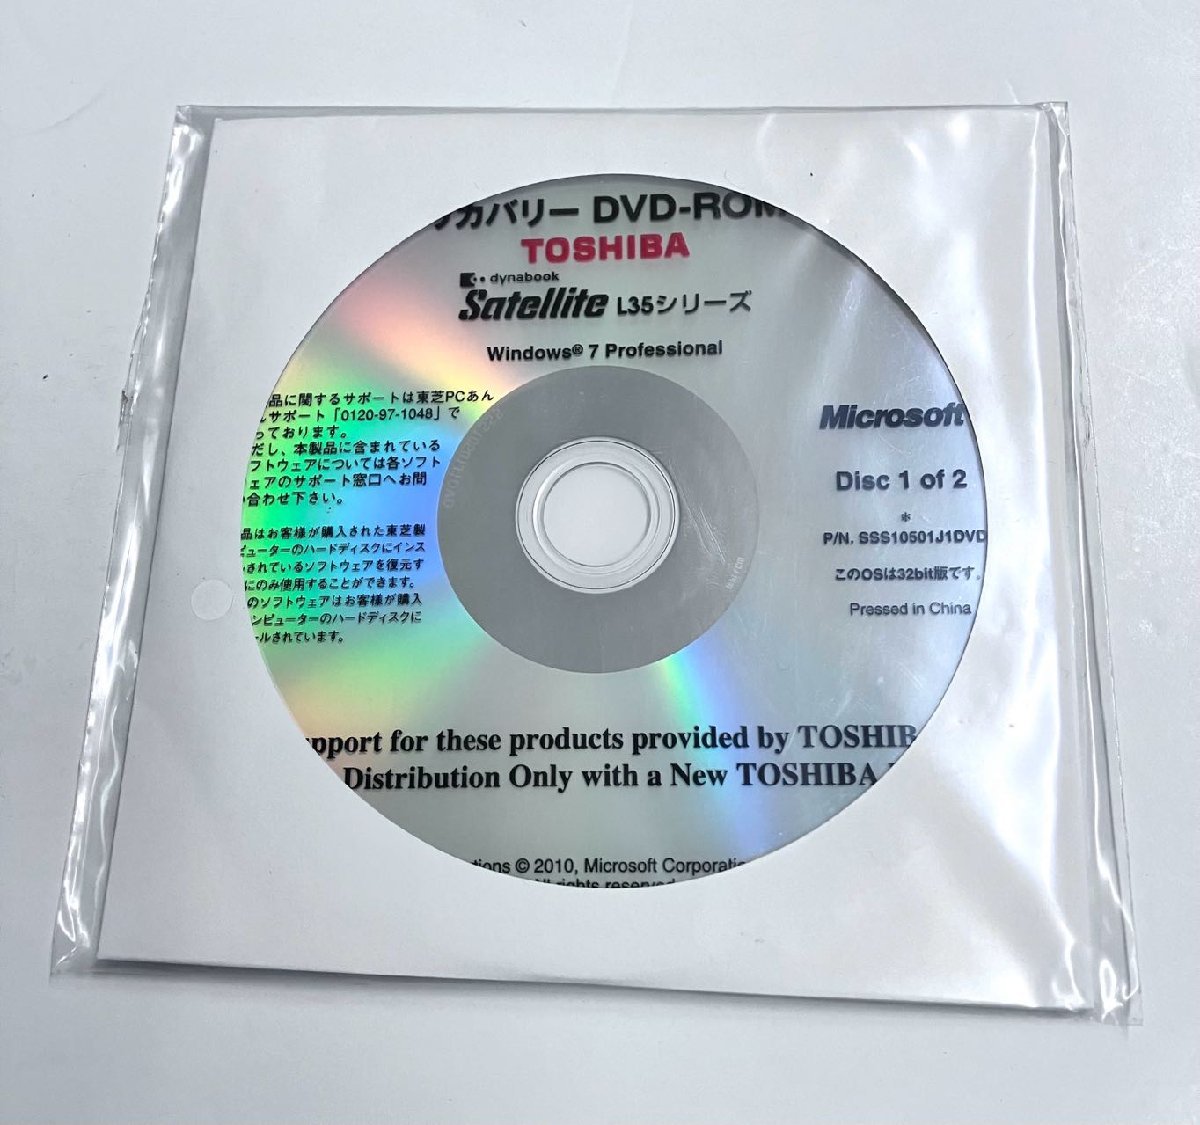 リカバリー DVD-ROM
TOSHIBA
dynabook
Satellite L35シリーズ
Windows® 7 Professional
品に関するサポートは東芝PCあん
んサポート「0120-97-1048」で
っております。
だし、本製品に含まれている
フトウェアについては各ソフト
ェアのサポート窓口へお問
合わせ下さい。
品はお客様が購入された東芝製
ピューターのハードディスクにインス
されているソフトウェアを復元す
にのみ使用することができます。
のソフトウェアはお客様が購入
ンピューターのハードディスクに
ールされています。
Microsoft
Disc 1 of 2
*
P/N. SSS10501J1DVD
このOSは32bit版です。
Pressed in China
pport for these products provided by TOSHIB
Distribution Only with a New TOSHIBA
tions © 2010, Microsoft Corporatio
All rights reserved